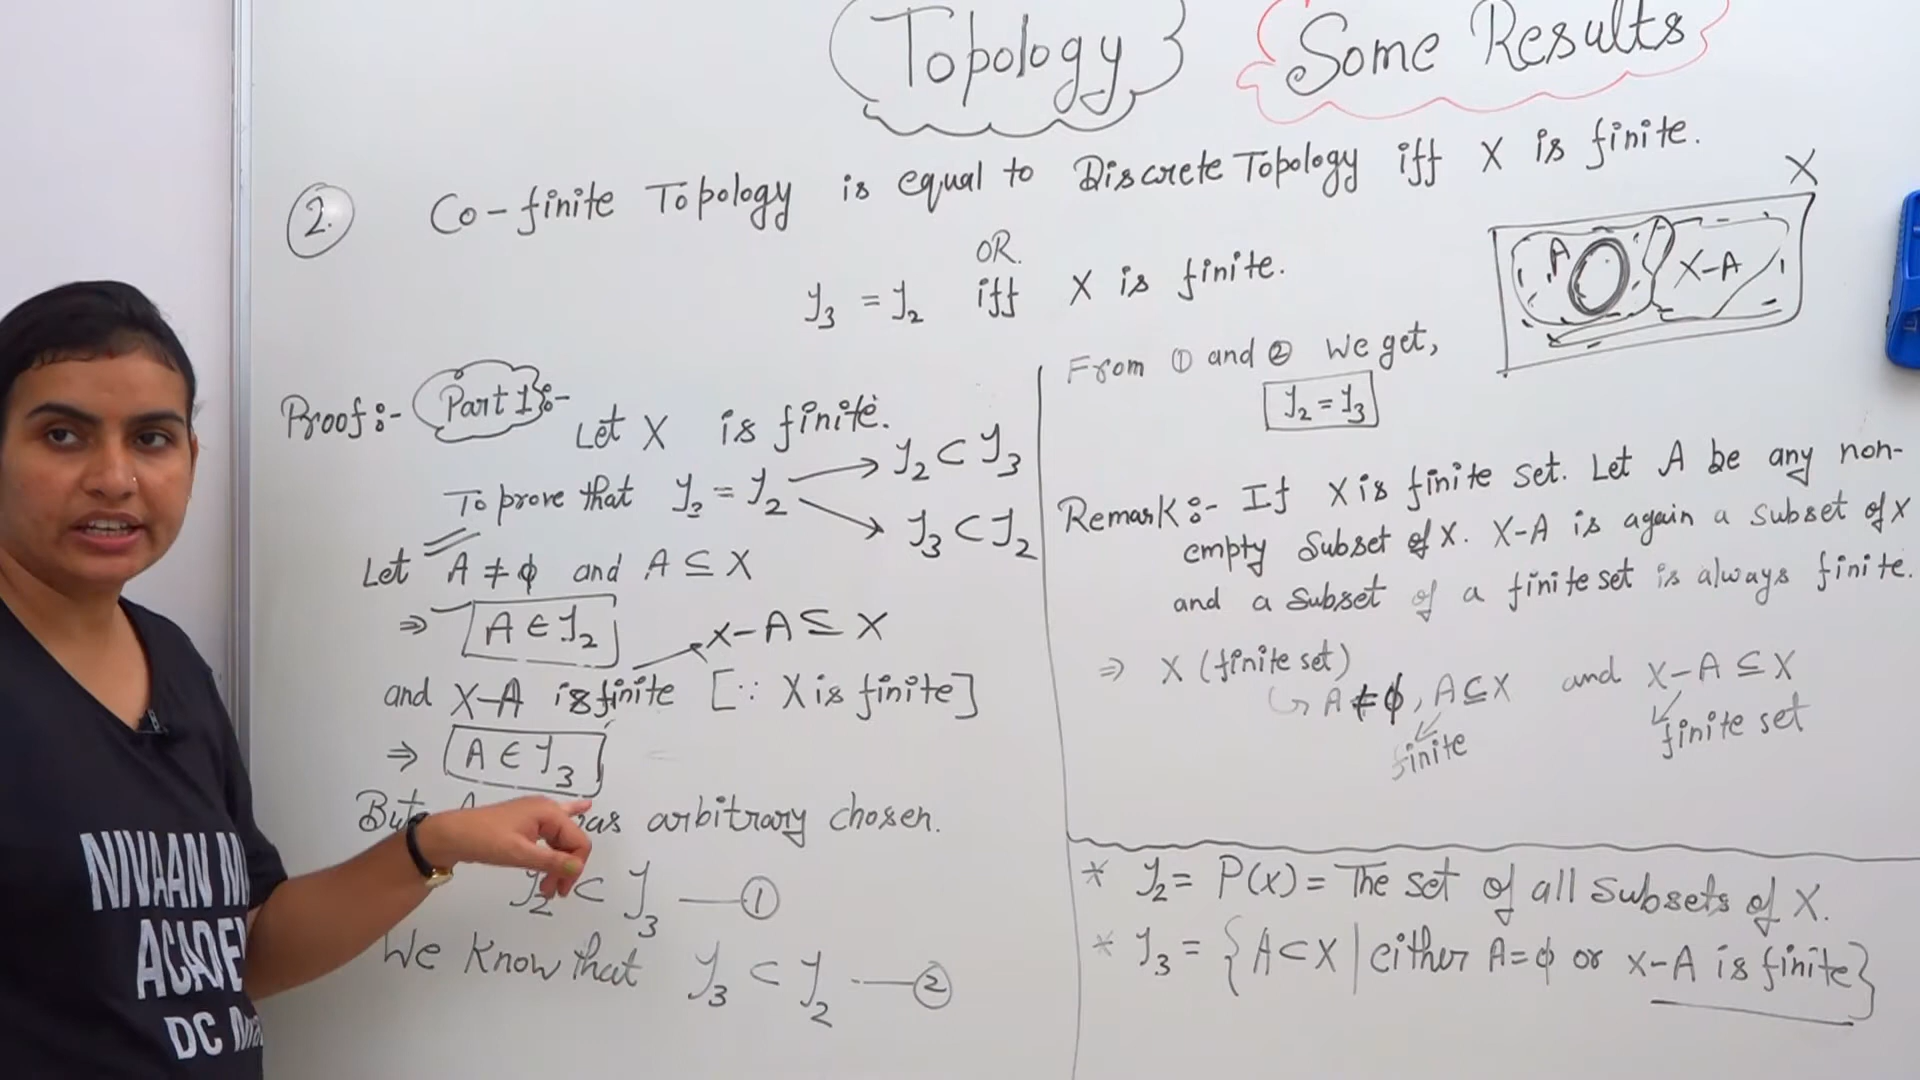 Topology
Some Results
2. Co-finite Topology is equal to Discrete Topology iff X is finite.
OR
J₃ = J₂ iff X is finite.
X
A
X-A
Proof:- Part 1:- Let X is finite.
To prove that J₃ = J₂
J₂ ⊂ J₃
J₃ ⊂ J₂
Let A ≠ ϕ and A ⊆ X
⇒ A ∈ J₂
X-A ⊆ X
and X-A is finite [∵ X is finite]
⇒ A ∈ J₃
But was arbitrary chosen.
J₂ ⊂ J₃ —①
We Know that J₃ ⊂ J₂ —②
From ① and ② We get,
J₂ = J₃
Remark:- If X is finite set. Let A be any non-
empty subset of X. X-A is again a subset of X
and a subset of a finite set is always finite.
⇒ X (finite set)
↪ A ≠ ϕ, A ⊆ X and X-A ⊆ X
finite
finite set
* J₂ = P(X) = The set of all subsets of X.
* J₃ = {A ⊂ X | either A = ϕ or X-A is finite}
NIVAAN M
ACADE
DC